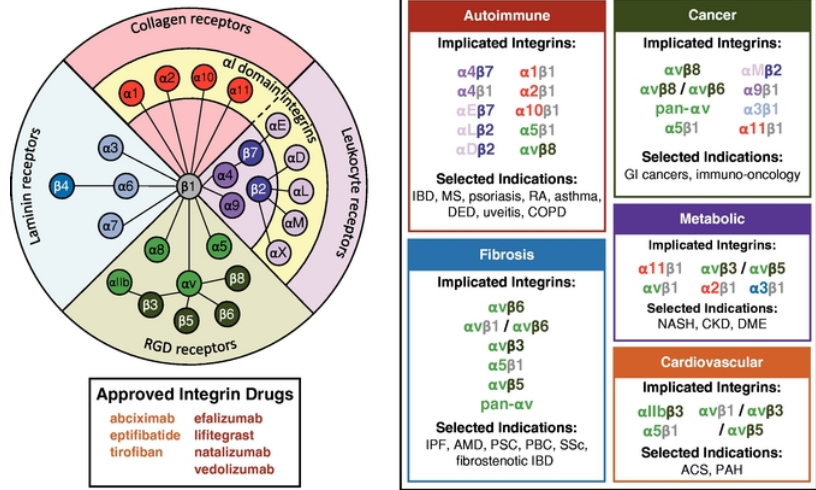 Collagen receptors
αI domain integrins
Leukocyte receptors
Laminin receptors
RGD receptors
α1
α2
α10
α11
αE
αD
αL
αM
αX
β7
β2
α4
α9
β1
α3
α6
α7
β4
α8
α5
αIIb
αv
β8
β3
β5
β6
Approved Integrin Drugs
abciximab efalizumab
eptifibatide lifitegrast
tirofiban natalizumab
vedolizumab
Autoimmune
Implicated Integrins:
α4β7 α1β1
α4β1 α2β1
αEβ7 α10β1
αLβ2 α5β1
αDβ2 αvβ8
Selected Indications:
IBD, MS, psoriasis, RA, asthma,
DED, uveitis, COPD
Fibrosis
Implicated Integrins:
αvβ6
αvβ1 / αvβ6
αvβ3
α5β1
αvβ5
pan-αv
Selected Indications:
IPF, AMD, PSC, PBC, SSc,
fibrostenotic IBD
Cancer
Implicated Integrins:
αvβ8 αMβ2
αvβ8 / αvβ6 α9β1
pan-αv α3β1
α5β1 α11β1
Selected Indications:
GI cancers, immuno-oncology
Metabolic
Implicated Integrins:
α11β1 αvβ3 / αvβ5
αvβ1 α2β1 α3β1
Selected Indications:
NASH, CKD, DME
Cardiovascular
Implicated Integrins:
αIIbβ3 αvβ1 / αvβ3
α5β1 / αvβ5
Selected Indications:
ACS, PAH